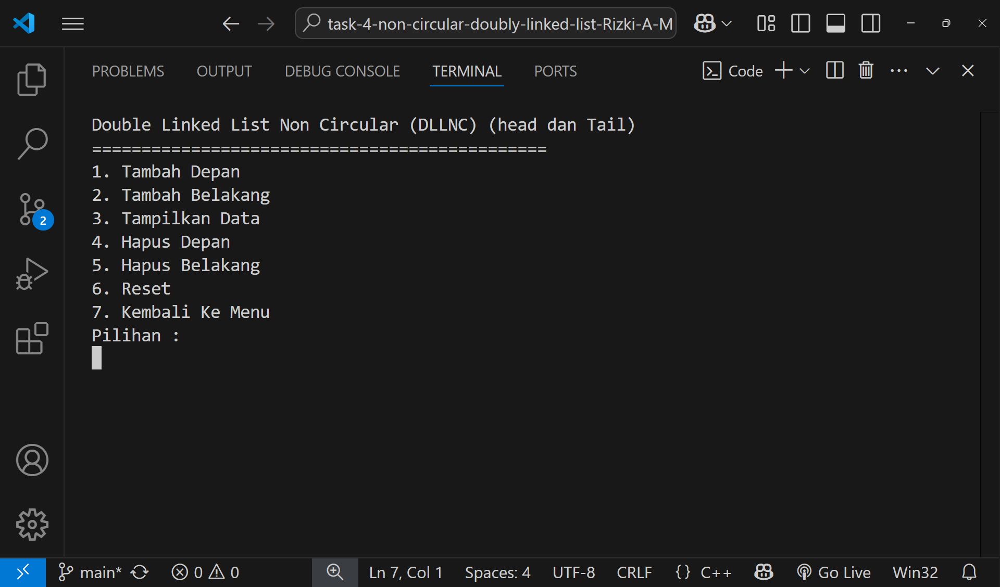 task-4-non-circular-doubly-linked-list-Rizki-A-M
PROBLEMS OUTPUT DEBUG CONSOLE TERMINAL PORTS Code
Double Linked List Non Circular (DLLNC) (head dan Tail)
==============================================
1. Tambah Depan
2. Tambah Belakang
3. Tampilkan Data
4. Hapus Depan
5. Hapus Belakang
6. Reset
7. Kembali Ke Menu
Pilihan :
2
main* 0 0 Ln 7, Col 1 Spaces: 4 UTF-8 CRLF {} C++ Go Live Win32